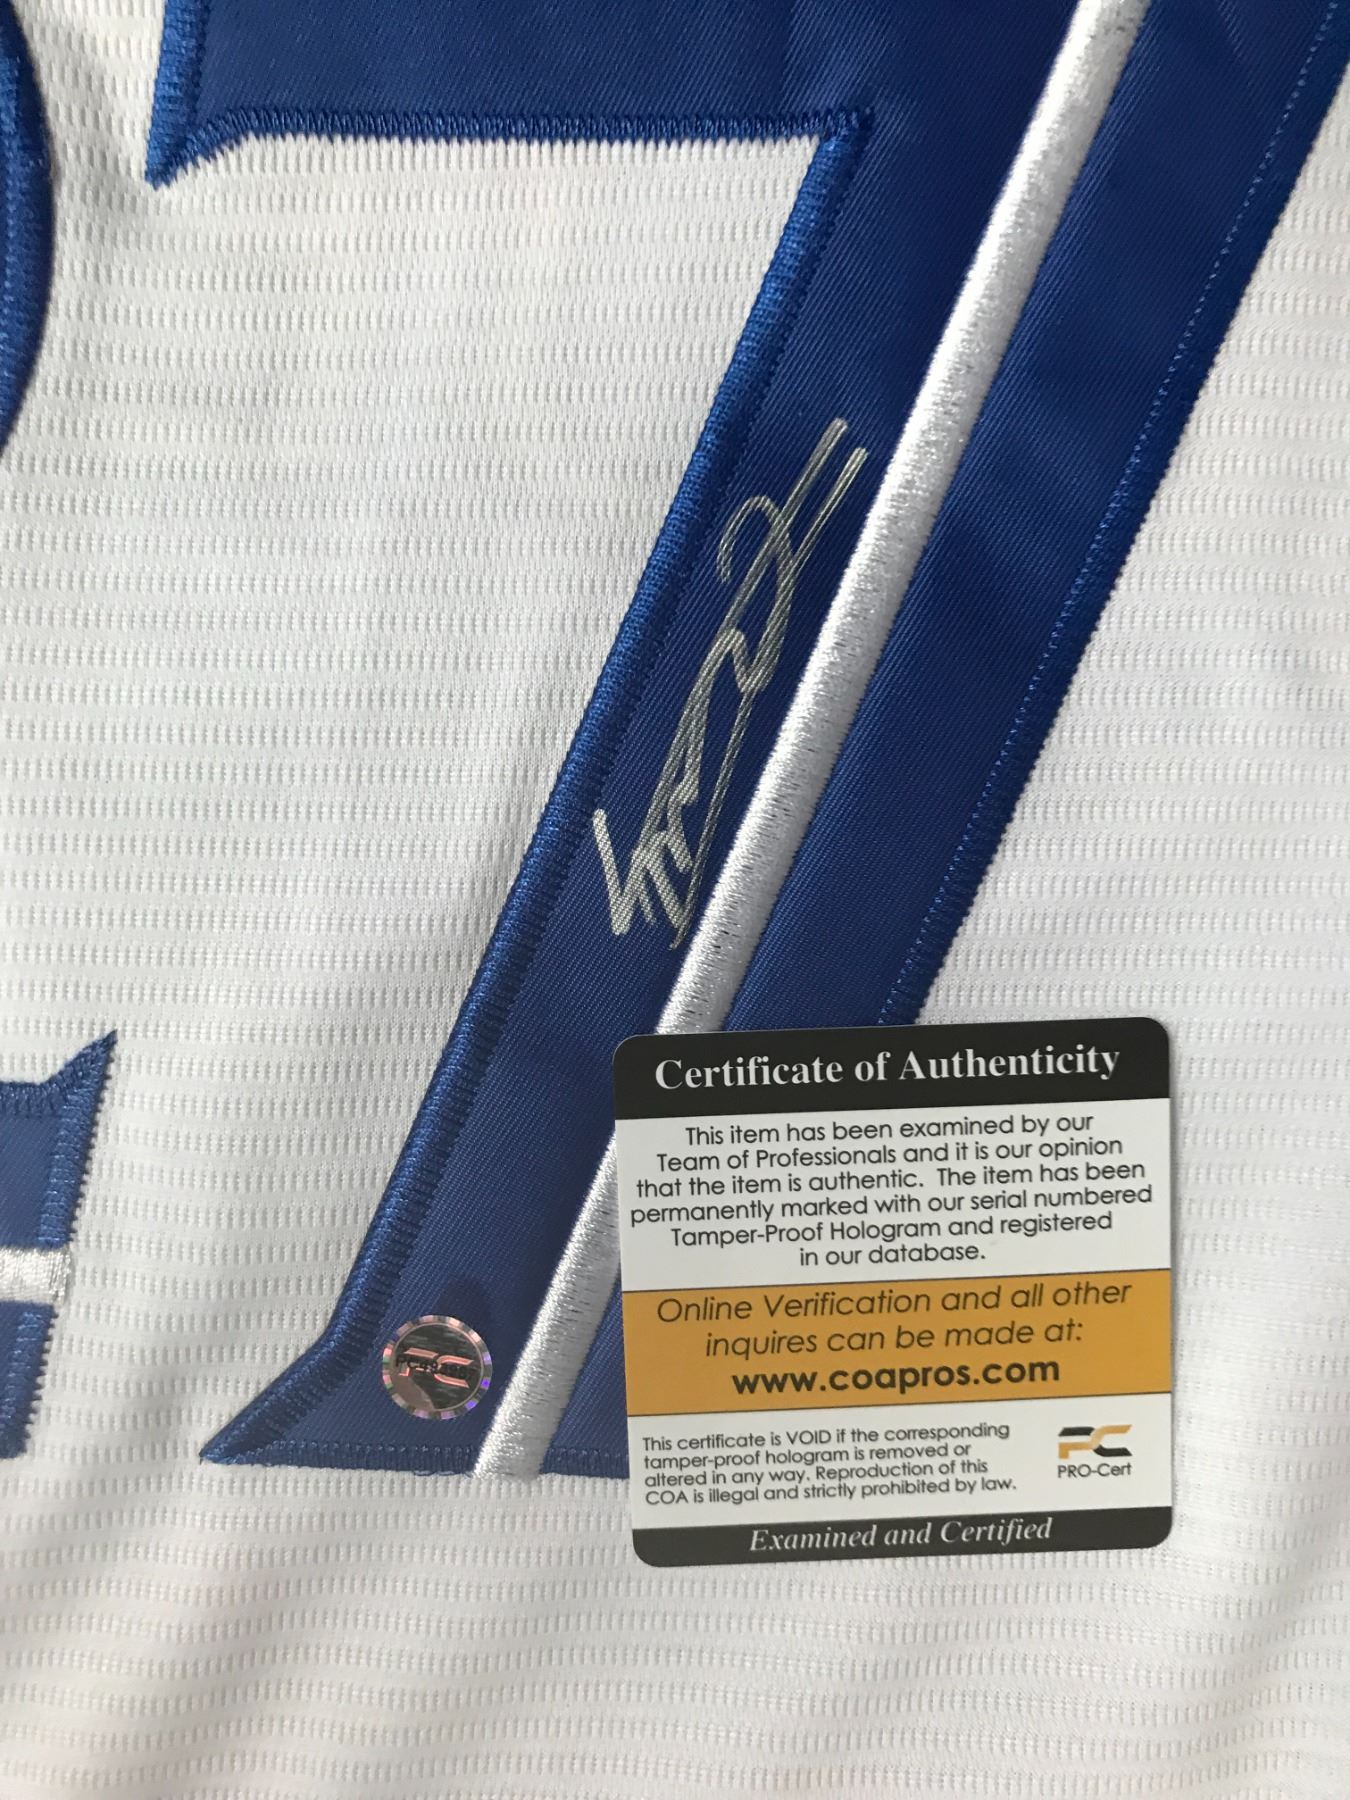 7
Certificate of Authenticity
This item has been examined by our
Team of Professionals and it is our opinion
that the item is authentic. The item has been
permanently marked with our serial numbered
Tamper-Proof Hologram and registered
in our database.
Online Verification and all other
inquires can be made at:
www.coapros.com
This certificate is VOID if the corresponding
tamper-proof hologram is removed or
altered in any way. Reproduction of this
COA is illegal and strictly prohibited by law.
PC
PRO-Cert
Examined and Certified